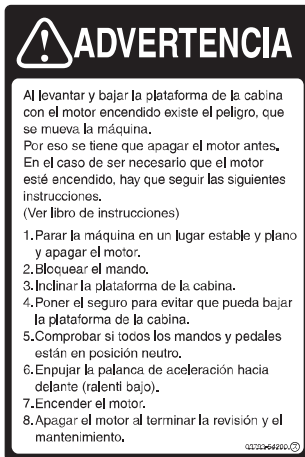 ADVERTENCIA
Al levantar y bajar la plataforma de la cabina
con el motor encendido existe el peligro, que
se mueva la máquina.
Por eso se tiene que apagar el motor antes.
En el caso de ser necesario que el motor
esté encendido, hay que seguir las siguientes
instrucciones.
(Ver libro de instrucciones)
1. Parar la máquina en un lugar estable y plano
y apagar el motor.
2. Bloquear el mando.
3. Inclinar la plataforma de la cabina.
4. Poner el seguro para evitar que pueda bajar
la plataforma de la cabina.
5. Comprobar si todos los mandos y pedales
están en posición neutro.
6. Enpujar la palanca de aceleración hacia
delante (ralenti bajo).
7. Encender el motor.
8. Apagar el motor al terminar la revisión y el
mantenimiento.